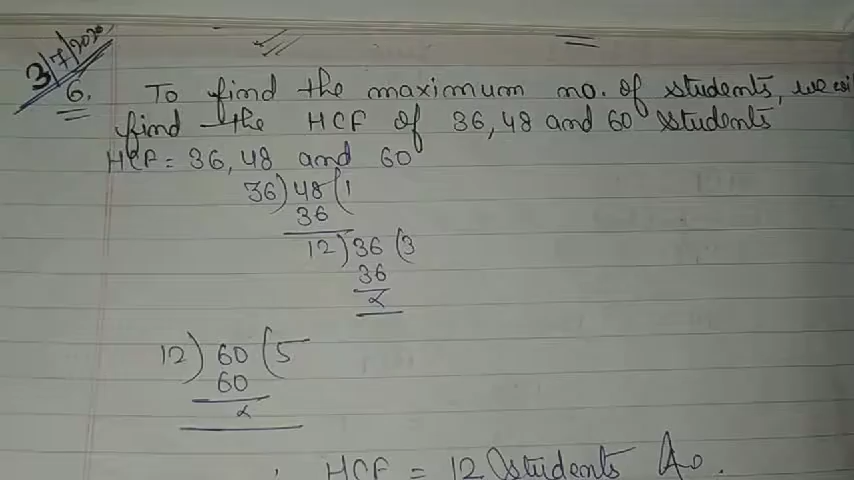 3/7/2020
6. To find the maximum no. of students, we
find the HCF of 36, 48 and 60 students
HCF = 36, 48 and 60
36) 48 (1
36
12) 36 (3
36
x
12) 60 (5
60
x
HCF = 12 students